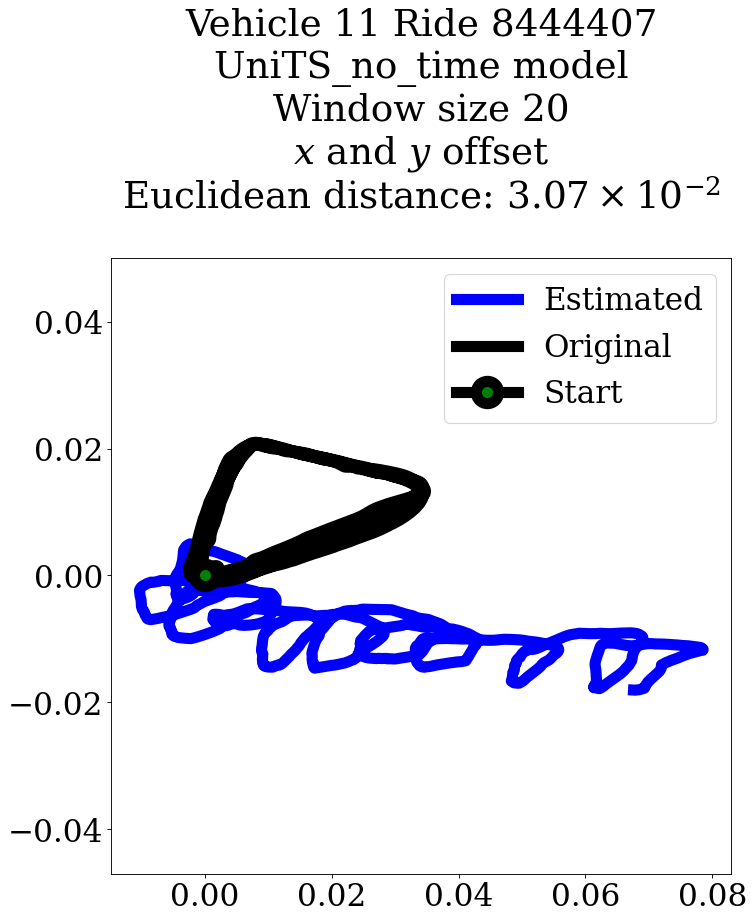 Vehicle 11 Ride 8444407
UniTS_no_time model
Window size 20
x and y offset
Euclidean distance: 3.07 × 10⁻²
Estimated
Original
Start
0.04
0.02
0.00
−0.02
−0.04
0.00 0.02 0.04 0.06 0.08